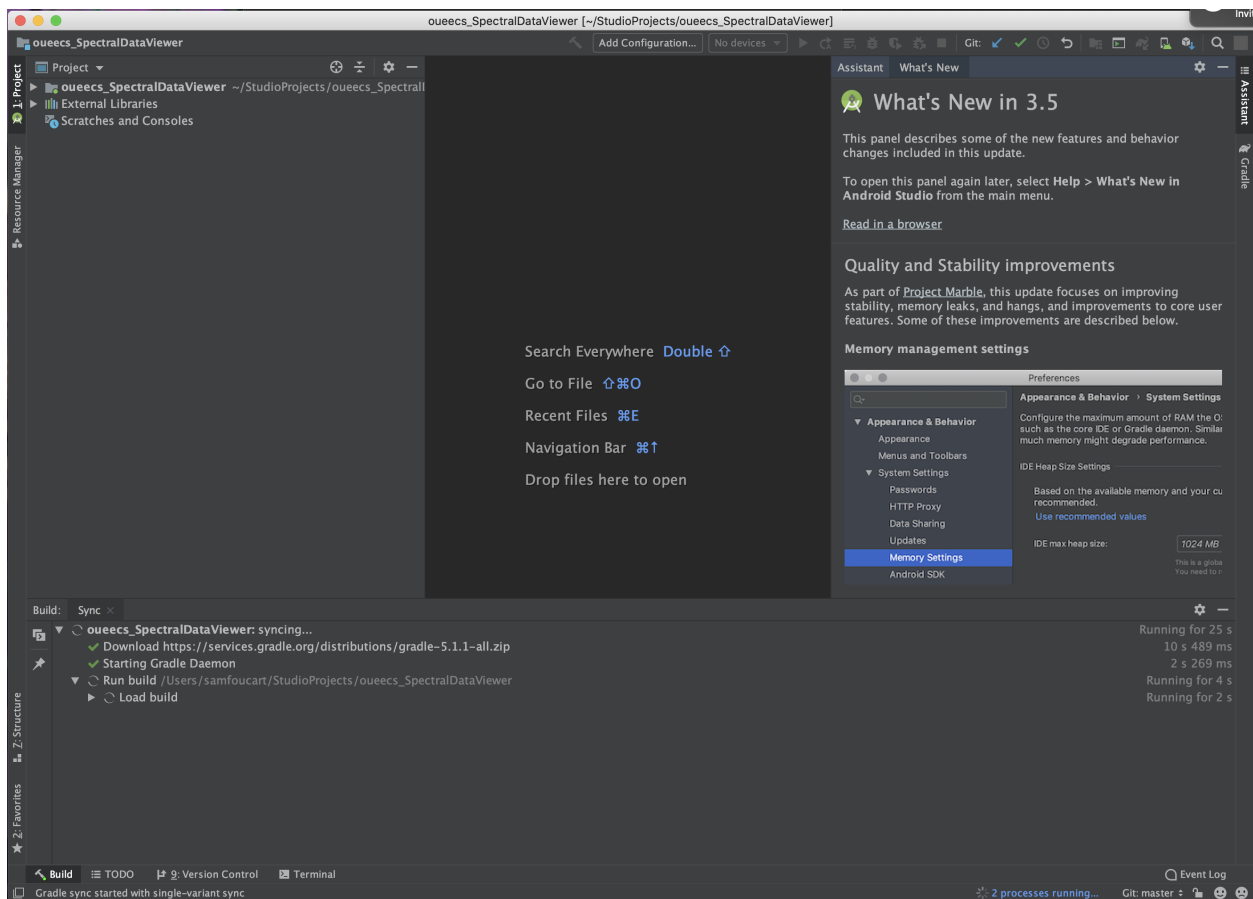 Invi
oueecs_SpectralDataViewer [~/StudioProjects/oueecs_SpectralDataViewer]
oueecs_SpectralDataViewer
Add Configuration...
No devices
Git:
1: Project
Resource Manager
Z: Structure
2: Favorites
Project
oueecs_SpectralDataViewer ~/StudioProjects/oueecs_Spectral
External Libraries
Scratches and Consoles
Search Everywhere Double ⇧
Go to File ⇧⌘O
Recent Files ⌘E
Navigation Bar ⌘↑
Drop files here to open
Assistant What's New
What's New in 3.5
This panel describes some of the new features and behavior
changes included in this update.
To open this panel again later, select Help > What's New in
Android Studio from the main menu.
Read in a browser
Quality and Stability improvements
As part of Project Marble, this update focuses on improving
stability, memory leaks, and hangs, and improvements to core user
features. Some of these improvements are described below.
Memory management settings
Preferences
Appearance & Behavior
Appearance
Menus and Toolbars
System Settings
Passwords
HTTP Proxy
Data Sharing
Updates
Memory Settings
Android SDK
Appearance & Behavior › System Settings
Configure the maximum amount of RAM the O
such as the core IDE or Gradle daemon. Similar
much memory might degrade performance.
IDE Heap Size Settings
Based on the available memory and your cu
recommended.
Use recommended values
IDE max heap size:
1024 MB
This is a globa
You need to r
Assistant
Gradle
Build: Sync
oueecs_SpectralDataViewer: syncing... Running for 25 s
Download https://services.gradle.org/distributions/gradle-5.1.1-all.zip 10 s 489 ms
Starting Gradle Daemon 2 s 269 ms
Run build /Users/samfoucart/StudioProjects/oueecs_SpectralDataViewer Running for 4 s
Load build Running for 2 s
Build TODO 9: Version Control Terminal Event Log
Gradle sync started with single-variant sync 2 processes running... Git: master